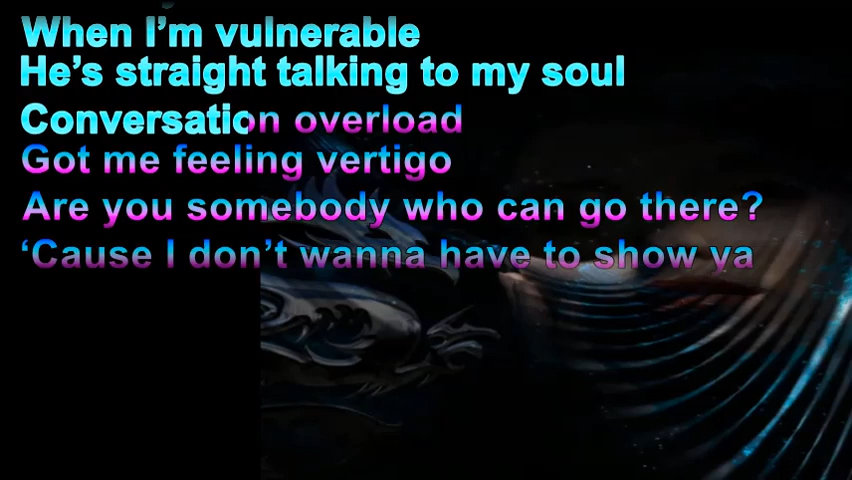 When I’m vulnerable
He’s straight talking to my soul
Conversation overload
Got me feeling vertigo
Are you somebody who can go there?
‘Cause I don’t wanna have to show ya